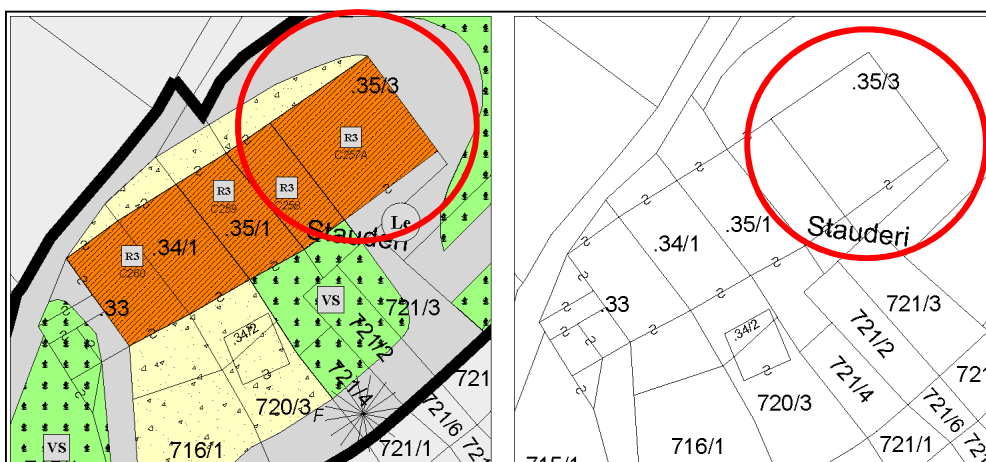 .35/3
R3
C257A
R3
C258
R3
C259
.35/1
Le
Stauderi
.34/1
R3
C260
.33
VS
721/3
721/2
.34/2
721/4
720/3
F
721
721/6
716/1
721/1
VS
.35/3
.35/1
Stauderi
.34/1
.33
721/3
.34/2
721/2
721/4
720/3
721/6
716/1
721/1